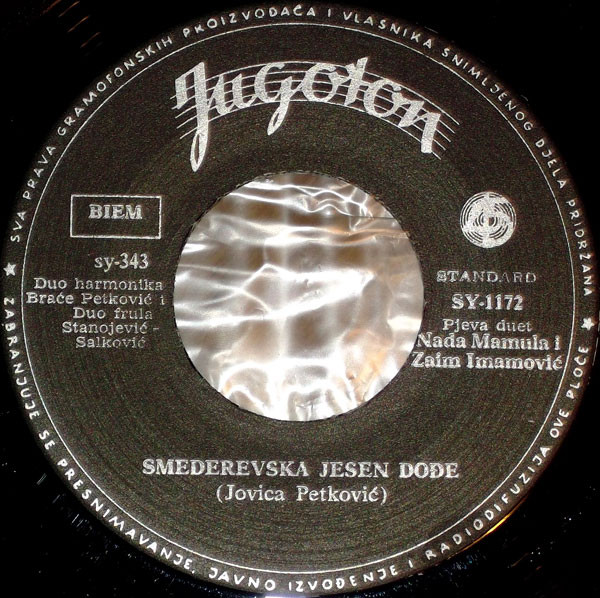 SVA PRAVA GRAMOFONSKIH PROIZVOĐAČA I VLASNIKA SNIMLJENOG DJELA PRIDRŽANA
Jugoton
BIEM
sy-343
Duo harmonika
Braće Petković i
Duo frula
Stanojević -
Salković
STANDARD
SY-1172
Pjeva duet
Nada Mamula i
Zaim Imamović
SMEDEREVSKA JESEN DOĐE
(Jovica Petković)
ZABRANJUJE SE PRESNIMAVANJE, JAVNO IZVOĐENJE I RADIODIFUZIJA OVE PLOČE